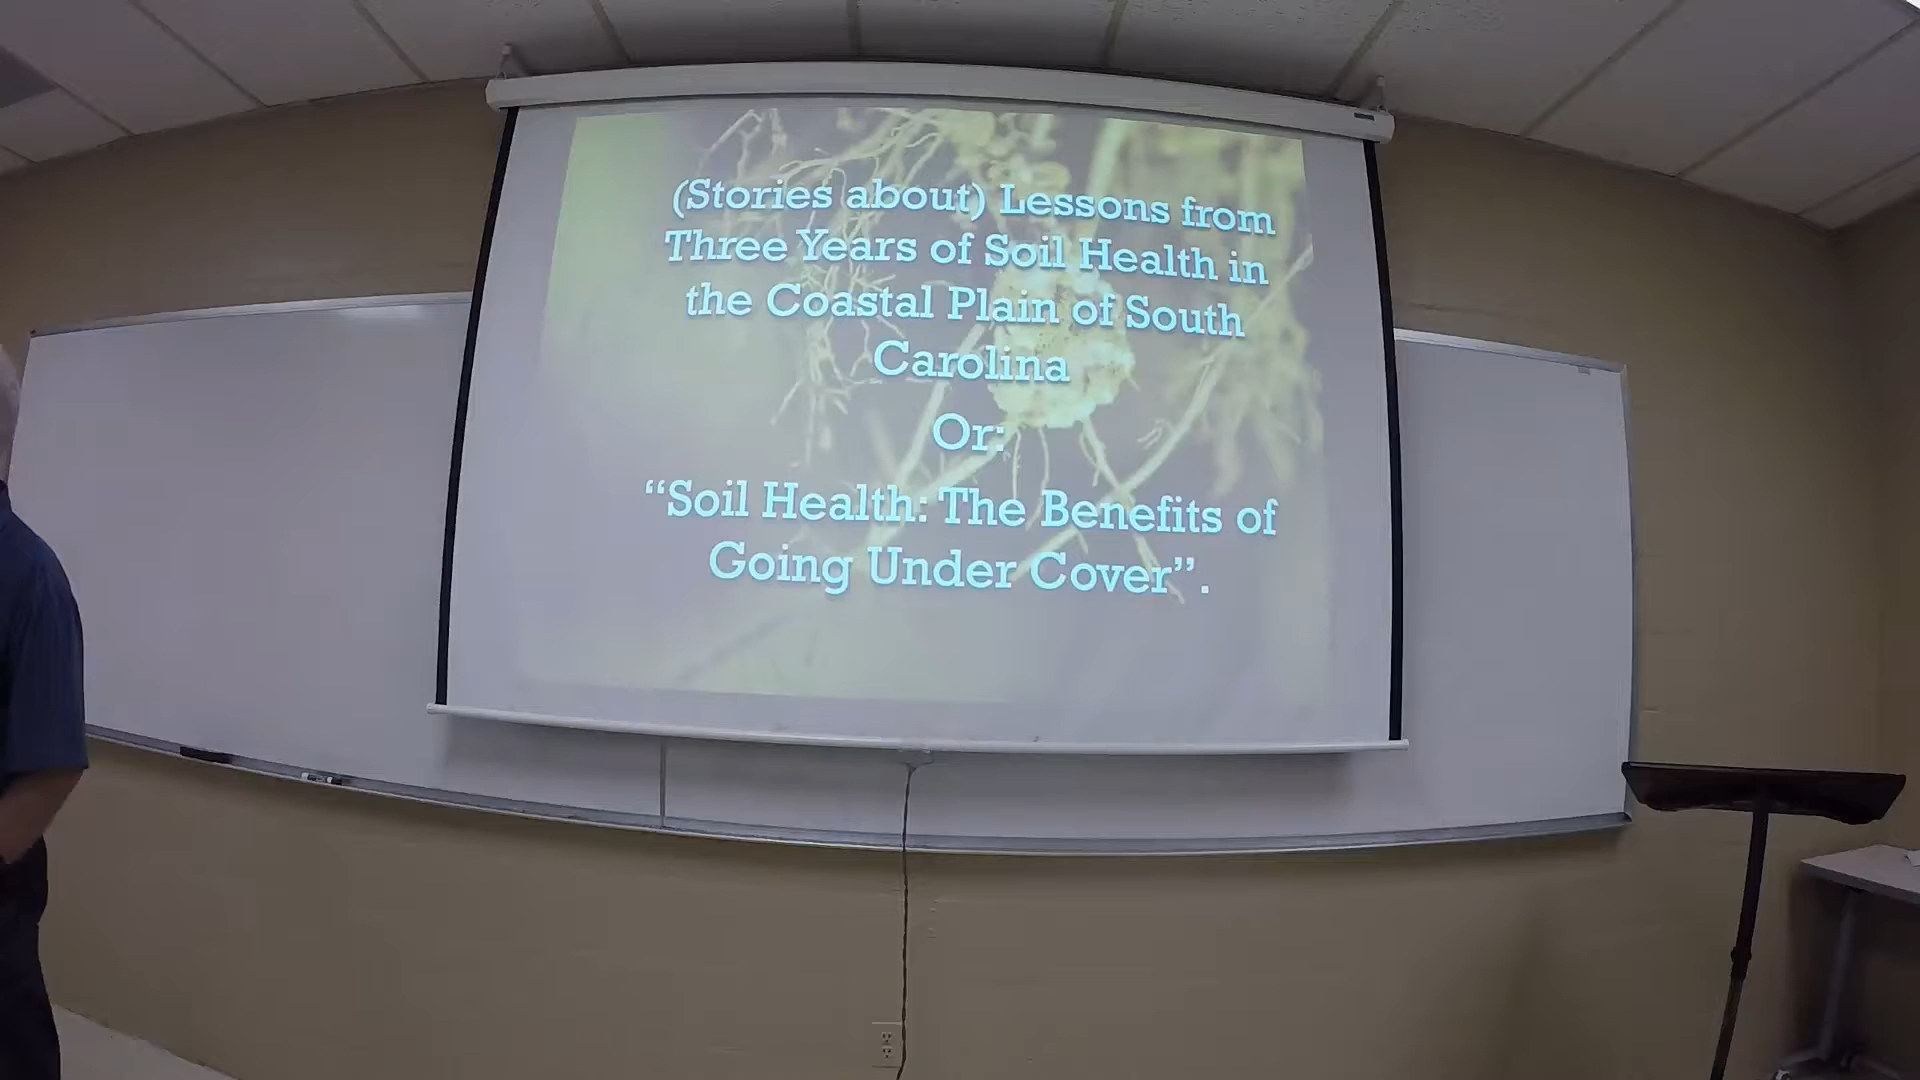 (Stories about) Lessons from
Three Years of Soil Health in
the Coastal Plain of South
Carolina
Or:
“Soil Health: The Benefits of
Going Under Cover”.